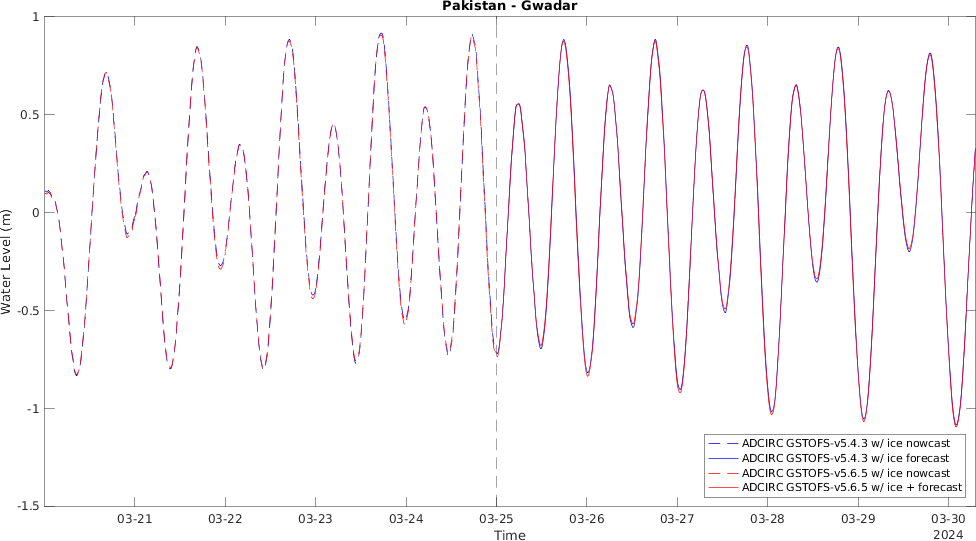 Pakistan - Gwadar
1
0.5
0
-0.5
-1
-1.5
Water Level (m)
03-21 03-22 03-23 03-24 03-25 03-26 03-27 03-28 03-29 03-30
Time
2024
ADCIRC GSTOFS-v5.4.3 w/ ice nowcast
ADCIRC GSTOFS-v5.4.3 w/ ice forecast
ADCIRC GSTOFS-v5.6.5 w/ ice nowcast
ADCIRC GSTOFS-v5.6.5 w/ ice + forecast